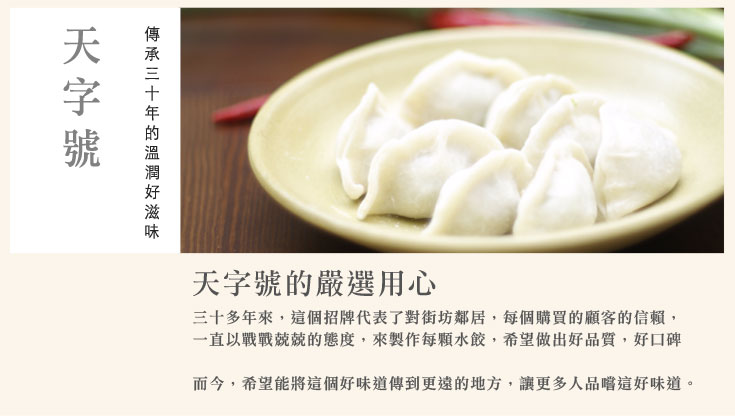 天字號
傳承三十年的溫潤好滋味
天字號的嚴選用心
三十多年來，這個招牌代表了對街坊鄰居，每個購買的顧客的信賴，
一直以戰戰兢兢的態度，來製作每顆水餃，希望做出好品質，好口碑
而今，希望能將這個好味道傳到更遠的地方，讓更多人品嚐這好味道。